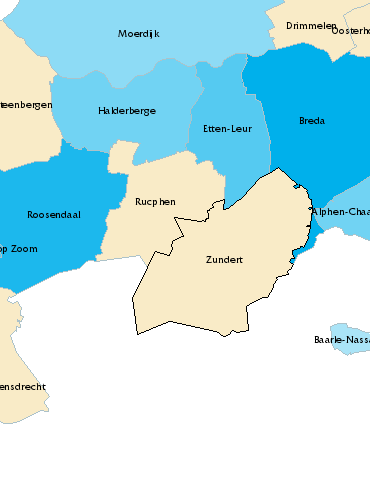 Drimmelen
Oosterho
Moerdijk
teenbergen
Halderberge
Breda
Etten-Leur
Rucphen
Alphen-Chaa
Roosendaal
op Zoom
Zundert
Baarle-Nassa
ensdrecht